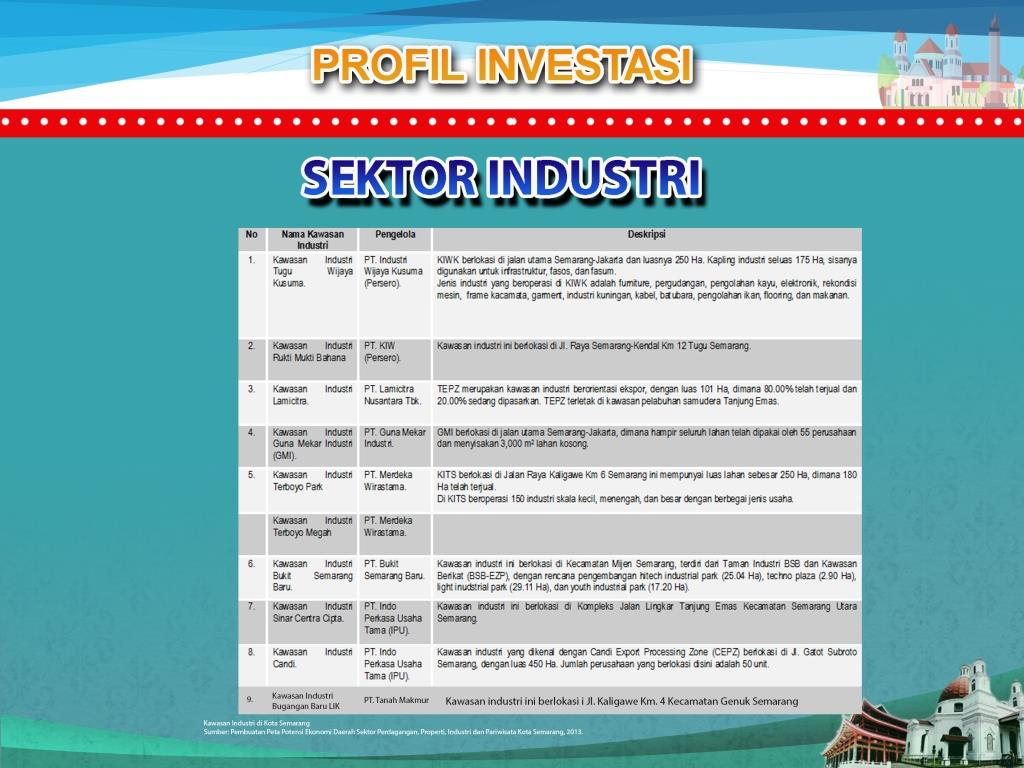 PROFIL INVESTASI
SEKTOR INDUSTRI
No Nama Kawasan Industri Pengelola Deskripsi
1. Kawasan Industri Tugu Wijaya Kusuma. PT. Industri Wijaya Kusuma (Persero). KIWK berlokasi di jalan utama Semarang-Jakarta dan luasnya 250 Ha. Kapling industri seluas 175 Ha, sisanya
digunakan untuk infrastruktur, fasos, dan fasum.
Jenis industri yang beroperasi di KIWK adalah furniture, pergudangan, pengolahan kayu, elektronik, rekondisi
mesin, frame kacamata, garment, industri kuningan, kabel, batubara, pengolahan ikan, flooring, dan makanan.
2. Kawasan Industri Rukti Mukti Bahana PT. KIW (Persero). Kawasan industri ini berlokasi di Jl. Raya Semarang-Kendal Km 12 Tugu Semarang.
3. Kawasan Industri Lamicitra. PT. Lamicitra Nusantara Tbk. TEPZ merupakan kawasan industri berorientasi ekspor, dengan luas 101 Ha, dimana 80.00% telah terjual dan
20.00% sedang dipasarkan. TEPZ terletak di kawasan pelabuhan samudera Tanjung Emas.
4. Kawasan Industri Guna Mekar Industri (GMI). PT. Guna Mekar Industri. GMI berlokasi di jalan utama Semarang-Jakarta, dimana hampir seluruh lahan telah dipakai oleh 55 perusahaan
dan menyisakan 3,000 m² lahan kosong.
5. Kawasan Industri Terboyo Park PT. Merdeka Wirastama. KITS berlokasi di Jalan Raya Kaligawe Km 6 Semarang ini mempunyai luas lahan sebesar 250 Ha, dimana 180
Ha telah terjual.
Di KITS beroperasi 150 industri skala kecil, menengah, dan besar dengan berbegai jenis usaha.
Kawasan Industri Terboyo Megah PT. Merdeka Wirastama.
6. Kawasan Industri Bukit Semarang Baru. PT. Bukit Semarang Baru. Kawasan industri ini berlokasi di Kecamatan Mijen Semarang, terdiri dari Taman Industri BSB dan Kawasan
Berikat (BSB-EZP), dengan rencana pengembangan hitech industrial park (25.04 Ha), techno plaza (2.90 Ha),
light inudstrial park (29.11 Ha), dan youth industrial park (17.20 Ha).
7. Kawasan Industri Sinar Centra Cipta. PT. Indo Perkasa Usaha Tama (IPU). Kawasan industri ini berlokasi di Kompleks Jalan Lingkar Tanjung Emas Kecamatan Semarang Utara
Semarang.
8. Kawasan Industri Candi. PT. Indo Perkasa Usaha Tama (IPU). Kawasan industri yang dikenal dengan Candi Export Processing Zone (CEPZ) berlokasi di Jl. Gatot Subroto
Semarang, dengan luas 450 Ha. Jumlah perusahaan yang berlokasi disini adalah 50 unit.
9. Kawasan Industri Bugangan Baru LIK PT. Tanah Makmur Kawasan industri ini berlokasi i Jl. Kaligawe Km. 4 Kecamatan Genuk Semarang
Kawasan Industri di Kota Semarang
Sumber: Pembuatan Peta Potensi Ekonomi Daerah Sektor Perdagangan, Properti, Industri dan Pariwisata Kota Semarang, 2013.